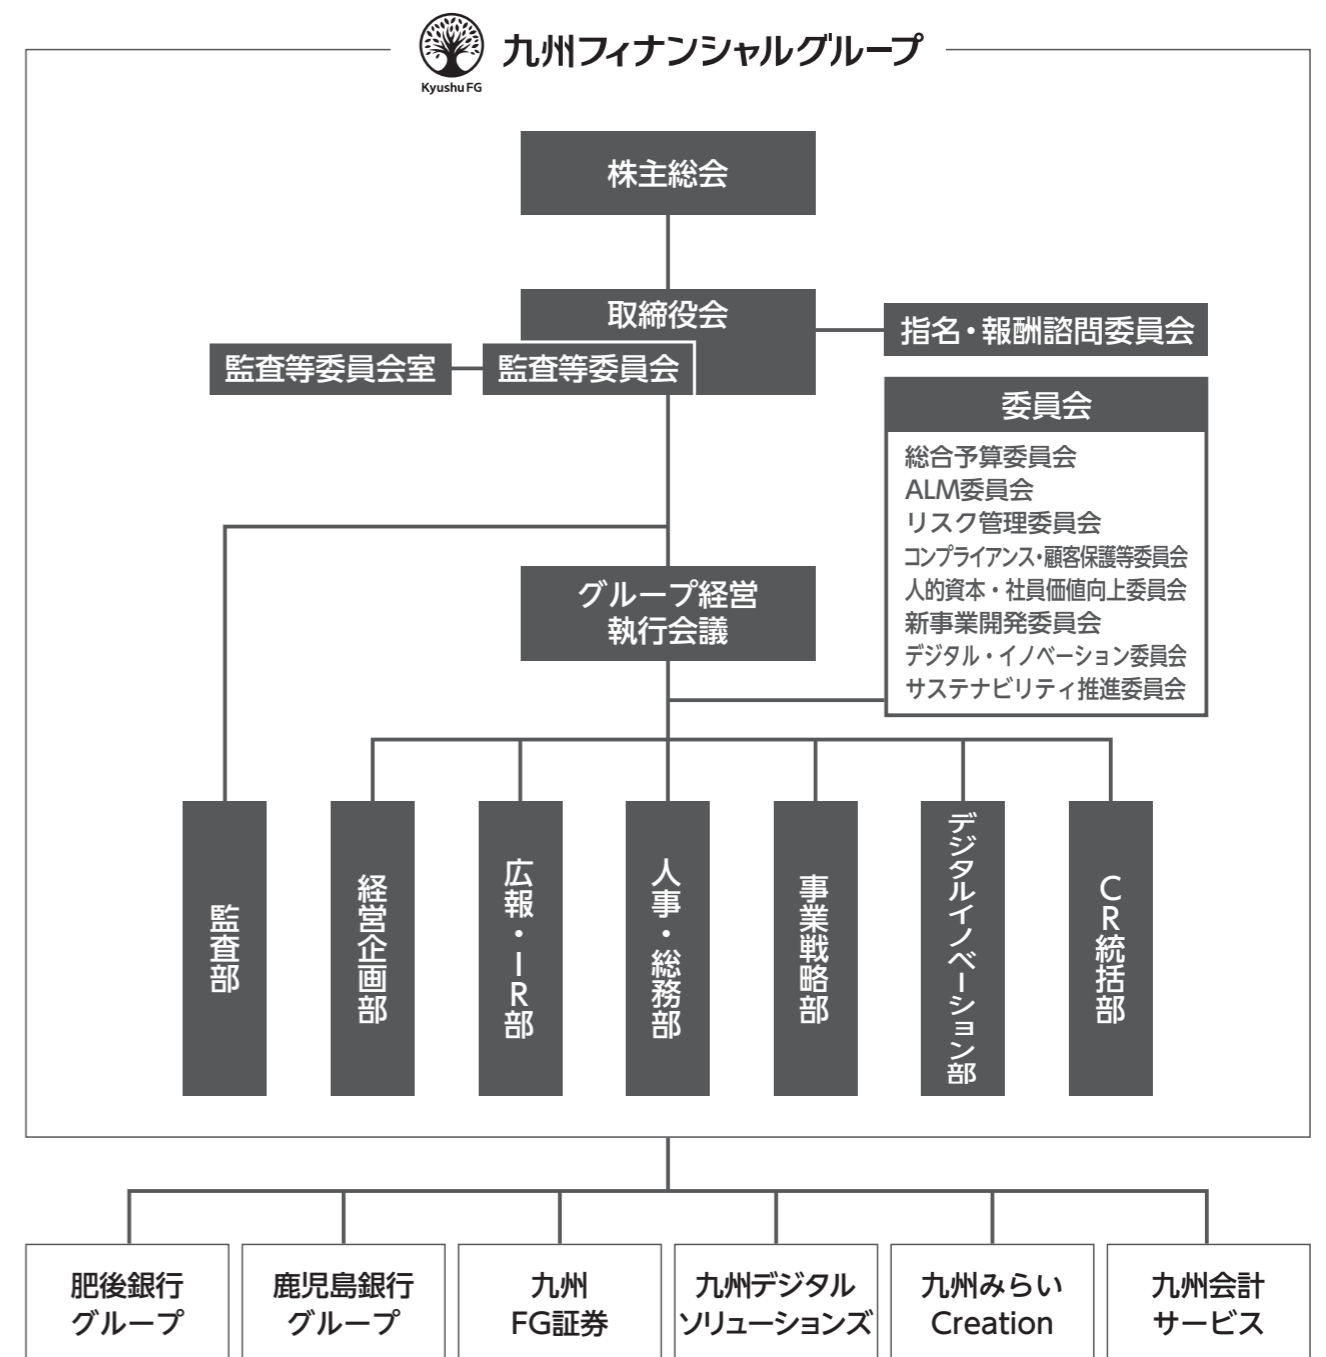 九州フィナンシャルグループ
Kyushu FG
株主総会
取締役会
指名・報酬諮問委員会
監査等委員会室
監査等委員会
委員会
総合予算委員会
ALM委員会
リスク管理委員会
コンプライアンス・顧客保護等委員会
人的資本・社員価値向上委員会
新事業開発委員会
デジタル・イノベーション委員会
サステナビリティ推進委員会
グループ経営
執行会議
監査部
経営企画部
広報・IR部
人事・総務部
事業戦略部
デジタルイノベーション部
CR統括部
肥後銀行
グループ
鹿児島銀行
グループ
九州
FG証券
九州デジタル
ソリューションズ
九州みらい
Creation
九州会計
サービス